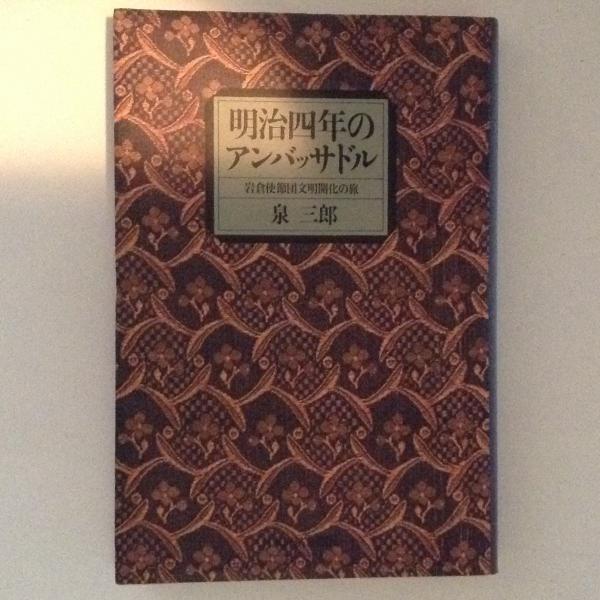 明治四年の
アンバッサドル
岩倉使節団文明開化の旅
泉 三郎